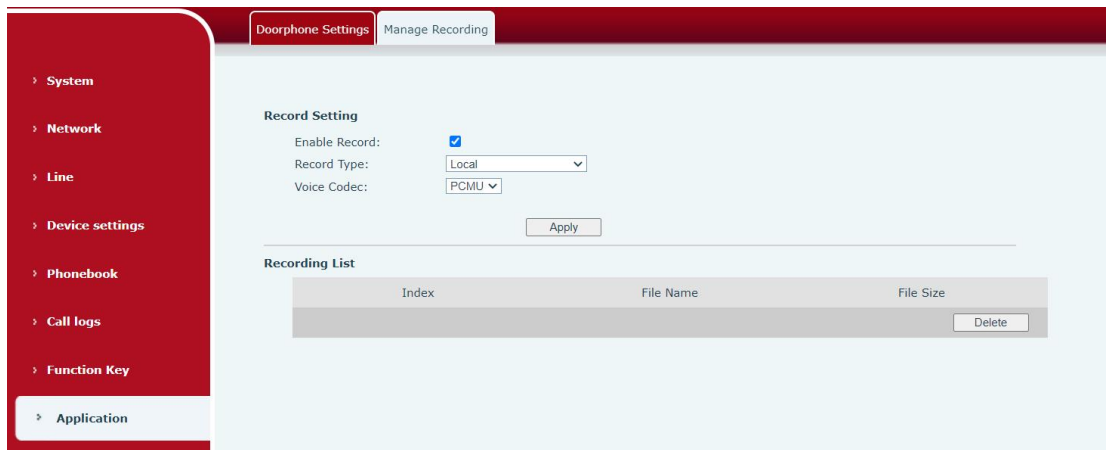 Doorphone Settings Manage Recording
System
Network
Line
Device settings
Phonebook
Call logs
Function Key
Application
Record Setting
Enable Record:
Record Type: Local
Voice Codec: PCMU
Apply
Recording List
Index File Name File Size
Delete